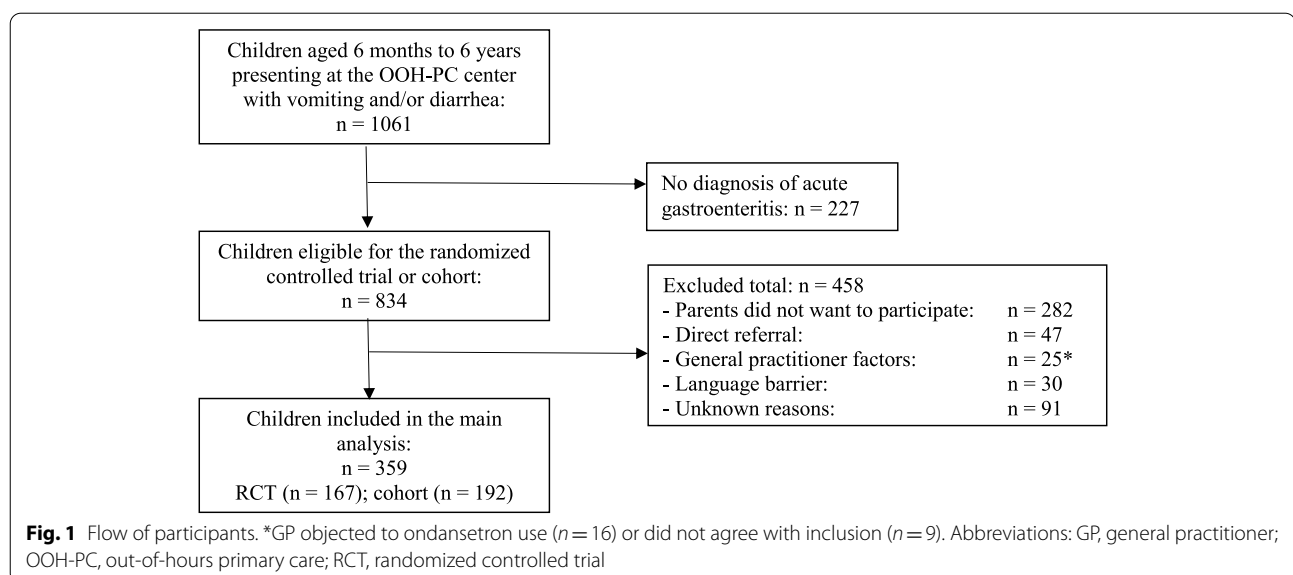 Children aged 6 months to 6 years
presenting at the OOH-PC center
with vomiting and/or diarrhea:
n = 1061
No diagnosis of acute
gastroenteritis: n = 227
Children eligible for the randomized
controlled trial or cohort:
n = 834
Excluded total: n = 458
- Parents did not want to participate: n = 282
- Direct referral: n = 47
- General practitioner factors: n = 25*
- Language barrier: n = 30
- Unknown reasons: n = 91
Children included in the main
analysis:
n = 359
RCT (n = 167); cohort (n = 192)
Fig. 1 Flow of participants. *GP objected to ondansetron use (n = 16) or did not agree with inclusion (n = 9). Abbreviations: GP, general practitioner;
OOH-PC, out-of-hours primary care; RCT, randomized controlled trial